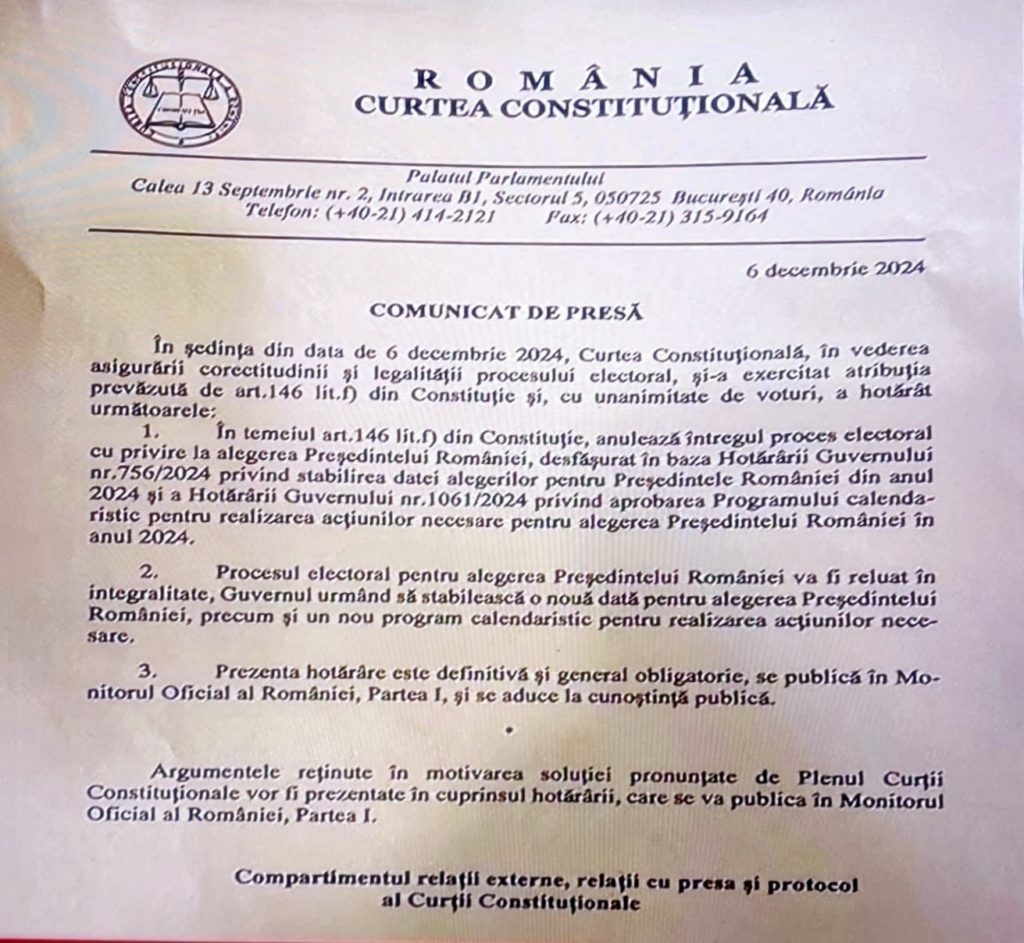 ROMÂNIA
CURTEA CONSTITUŢIONALĂ
Palatul Parlamentului
Calea 13 Septembrie nr. 2, Intrarea B1, Sectorul 5, 050725 Bucureşti 40, România
Telefon: (+40-21) 414-2121 Fax: (+40-21) 315-9164
6 decembrie 2024
COMUNICAT DE PRESĂ
În şedinţa din data de 6 decembrie 2024, Curtea Constituţională, în vederea
asigurării corectitudinii şi legalităţii procesului electoral, şi-a exercitat atribuţia
prevăzută de art.146 lit.f) din Constituţie şi, cu unanimitate de voturi, a hotărât
următoarele:
1. În temeiul art.146 lit.f) din Constituţie, anulează întregul proces electoral
cu privire la alegerea Preşedintelui României, desfăşurat în baza Hotărârii Guvernului
nr.756/2024 privind stabilirea datei alegerilor pentru Preşedintele României din anul
2024 şi a Hotărârii Guvernului nr.1061/2024 privind aprobarea Programului calenda-
ristic pentru realizarea acţiunilor necesare pentru alegerea Preşedintelui României în
anul 2024.
2. Procesul electoral pentru alegerea Preşedintelui României va fi reluat în
integralitate, Guvernul urmând să stabilească o nouă dată pentru alegerea Preşedintelui
României, precum şi un nou program calendaristic pentru realizarea acţiunilor nece-
sare.
3. Prezenta hotărâre este definitivă şi general obligatorie, se publică în Mo-
nitorul Oficial al României, Partea I, şi se aduce la cunoştinţă publică.
Argumentele reţinute în motivarea soluţiei pronunţate de Plenul Curţii
Constituţionale vor fi prezentate în cuprinsul hotărârii, care se va publica în Monitorul
Oficial al României, Partea I.
Compartimentul relaţii externe, relaţii cu presa şi protocol
al Curţii Constituţionale